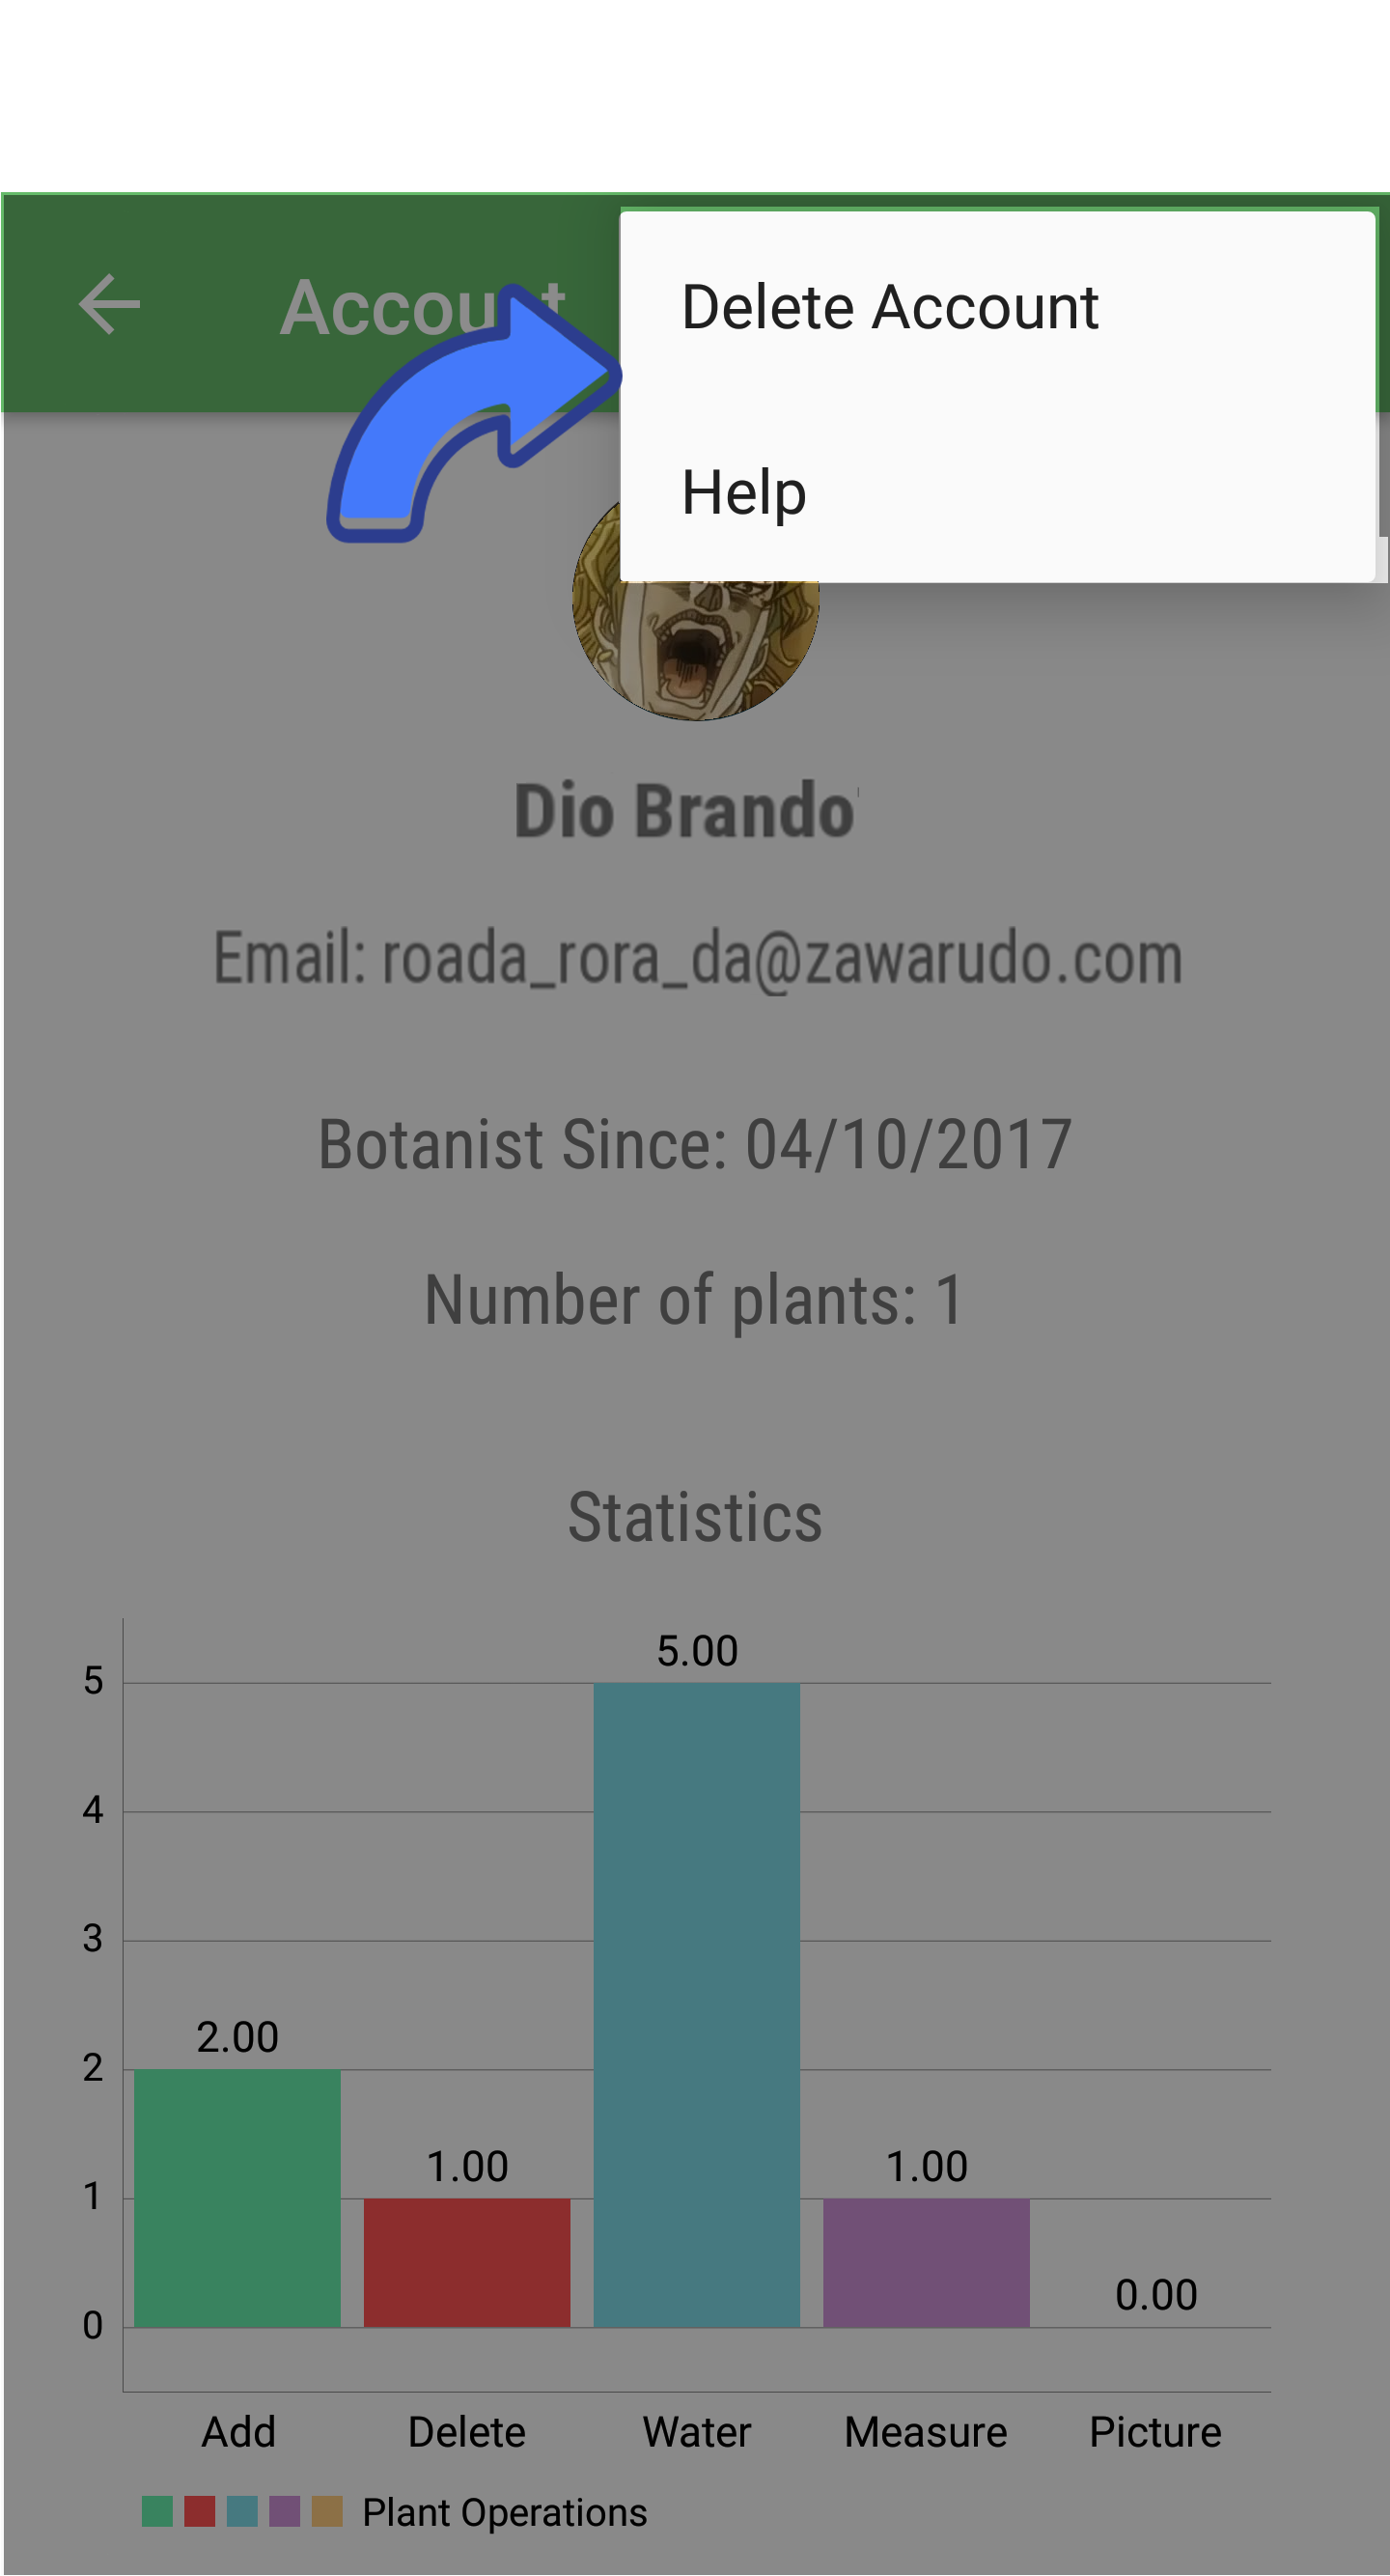 Account
Delete Account
Help
Dio Brando
Email: roada_rora_da@zawarudo.com
Botanist Since: 04/10/2017
Number of plants: 1
Statistics
5.00
5
4
3
2.00
2
1.00
1.00
1
0.00
0
Add Delete Water Measure Picture
Plant Operations